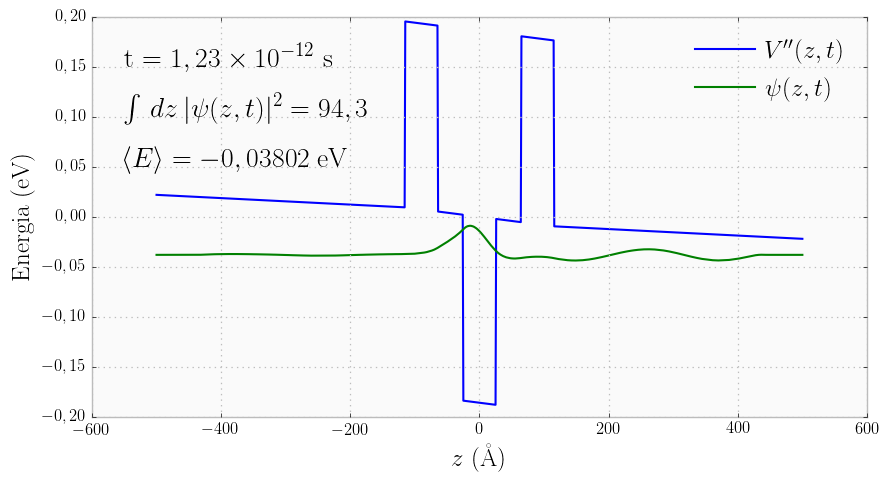 t = 1,23 × 10⁻¹² s
∫ dz |ψ(z,t)|² = 94,3
⟨E⟩ = −0,03802 eV
V″(z,t)
ψ(z,t)
Energia (eV)
0,20
0,15
0,10
0,05
0,00
−0,05
−0,10
−0,15
−0,20
−600 −400 −200 0 200 400 600
z (Å)